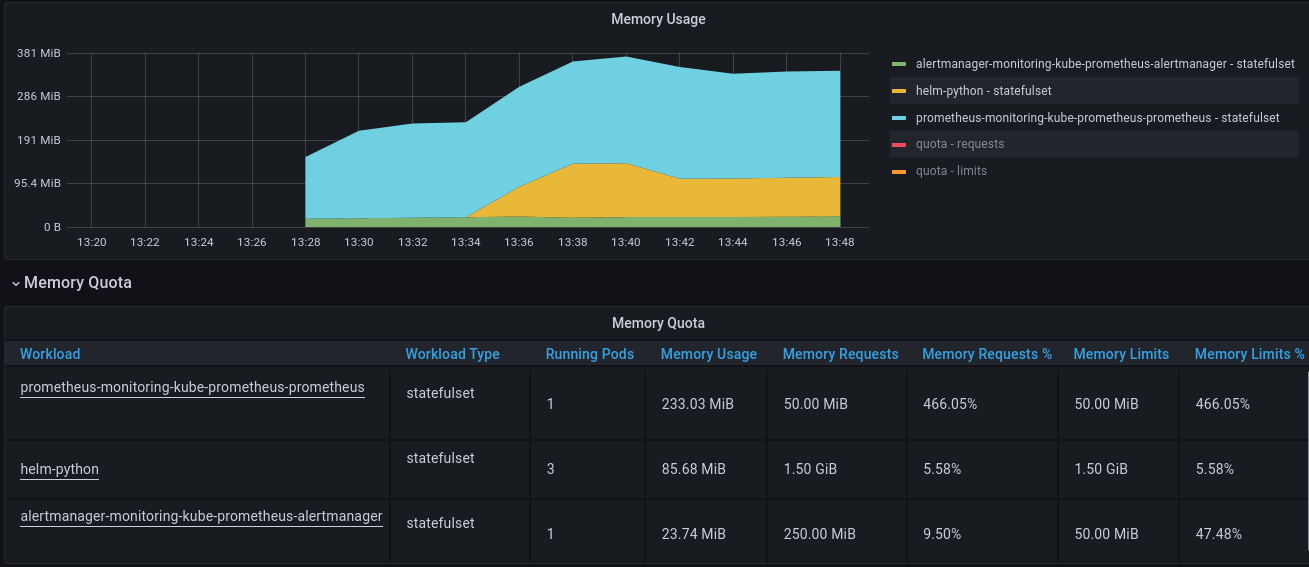 Memory Usage
381 MiB
286 MiB
191 MiB
95.4 MiB
0 B
13:20 13:22 13:24 13:26 13:28 13:30 13:32 13:34 13:36 13:38 13:40 13:42 13:44 13:46 13:48
alertmanager-monitoring-kube-prometheus-alertmanager - statefulset
helm-python - statefulset
prometheus-monitoring-kube-prometheus-prometheus - statefulset
quota - requests
quota - limits
Memory Quota
Memory Quota
Workload Workload Type Running Pods Memory Usage Memory Requests Memory Requests % Memory Limits Memory Limits %
prometheus-monitoring-kube-prometheus-prometheus statefulset 1 233.03 MiB 50.00 MiB 466.05% 50.00 MiB 466.05%
helm-python statefulset 3 85.68 MiB 1.50 GiB 5.58% 1.50 GiB 5.58%
alertmanager-monitoring-kube-prometheus-alertmanager statefulset 1 23.74 MiB 250.00 MiB 9.50% 50.00 MiB 47.48%